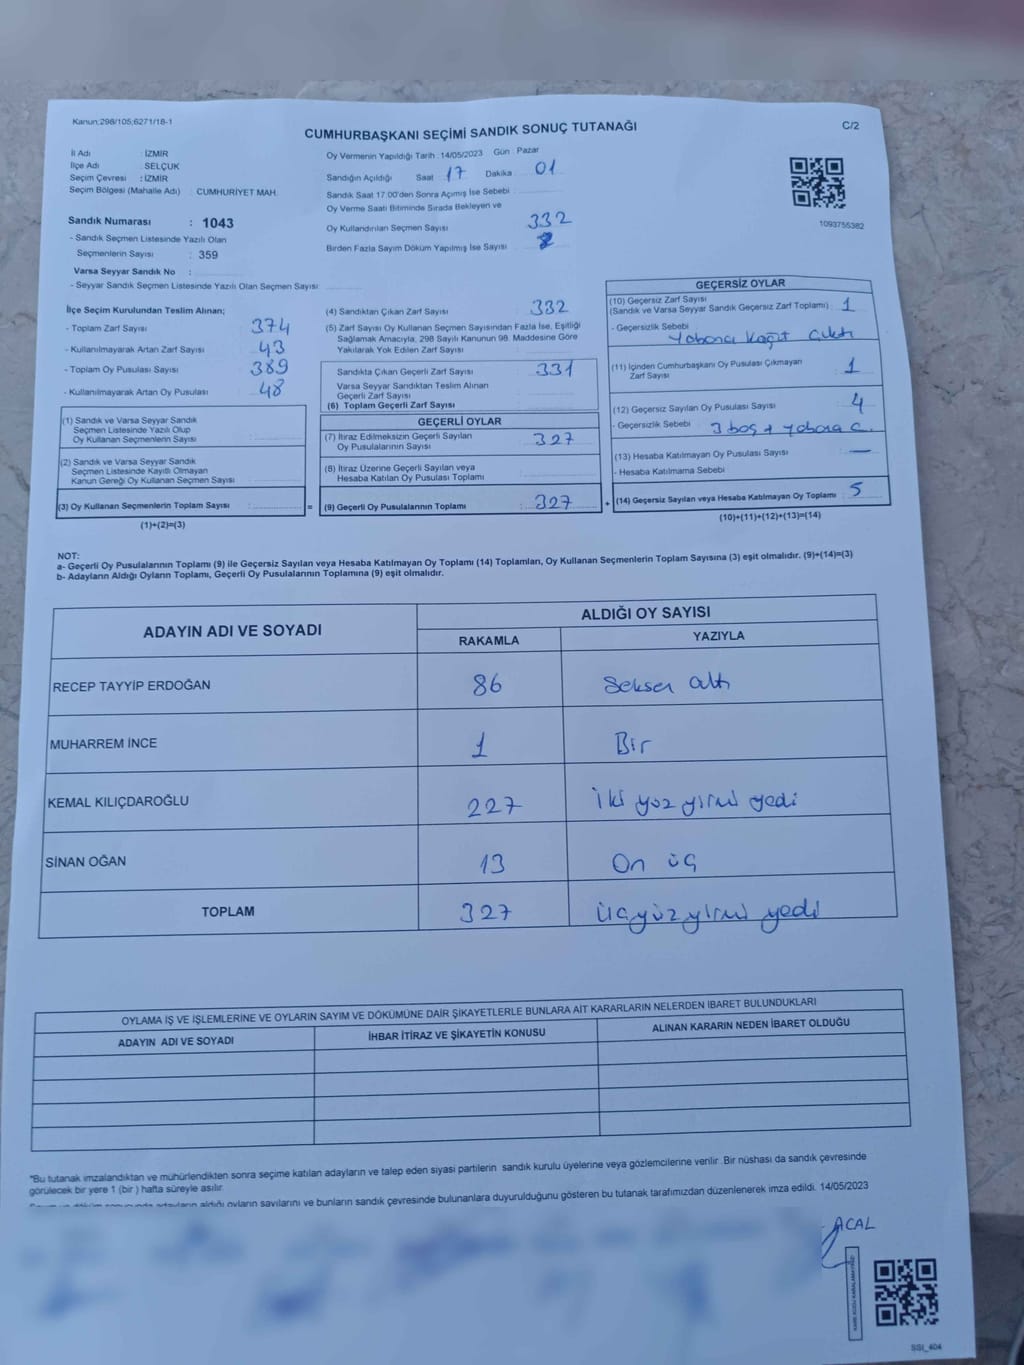 Kanun;298/105;6271/18-1
CUMHURBAŞKANI SEÇİMİ SANDIK SONUÇ TUTANAĞI
C/2
İl Adı : İZMİR
İlçe Adı : SELÇUK
Seçim Çevresi : İZMİR
Seçim Bölgesi (Mahalle Adı) : CUMHURİYET MAH.
Sandık Numarası : 1043
- Sandık Seçmen Listesinde Yazılı Olan
Seçmenlerin Sayısı : 359
Varsa Seyyar Sandık No :
- Seyyar Sandık Seçmen Listesinde Yazılı Olan Seçmen Sayısı:
Oy Vermenin Yapıldığı Tarih : 14/05/2023 Gün : Pazar
Sandığın Açıldığı Saat : 17 Dakika : 01
Sandık Saat 17:00'den Sonra Açımış İse Sebebi :
Oy Verme Saati Bitiminde Sırada Bekleyen ve
Oy Kullandırılan Seçmen Sayısı : 332
Birden Fazla Sayım Döküm Yapılmış İse Sayısı :
1093755382
İlçe Seçim Kurulundan Teslim Alınan;
- Toplam Zarf Sayısı : 374
- Kullanılmayarak Artan Zarf Sayısı : 43
- Toplam Oy Pusulası Sayısı : 389
- Kullanılmayarak Artan Oy Pusulası : 48
(1) Sandık ve Varsa Seyyar Sandık
Seçmen Listesinde Yazılı Olup
Oy Kullanan Seçmenlerin Sayısı :
(2) Sandık ve Varsa Seyyar Sandık
Seçmen Listesinde Kayıtlı Olmayan
Kanun Gereği Oy Kullanan Seçmen Sayısı :
(3) Oy Kullanan Seçmenlerin Toplam Sayısı : =
(1)+(2)=(3)
(4) Sandıktan Çıkan Zarf Sayısı : 332
(5) Zarf Sayısı Oy Kullanan Seçmen Sayısından Fazla İse, Eşitliği
Sağlamak Amacıyla; 298 Sayılı Kanunun 98. Maddesine Göre
Yakılarak Yok Edilen Zarf Sayısı :
Sandıkta Çıkan Geçerli Zarf Sayısı : 331
Varsa Seyyar Sandıktan Teslim Alınan
Geçerli Zarf Sayısı :
(6) Toplam Geçerli Zarf Sayısı :
GEÇERLİ OYLAR
(7) İtiraz Edilmeksizin Geçerli Sayılan
Oy Pusulalarının Sayısı : 327
(8) İtiraz Üzerine Geçerli Sayılan veya
Hesaba Katılan Oy Pusulası Toplamı :
(9) Geçerli Oy Pusulalarının Toplamı : 327 +
GEÇERSİZ OYLAR
(10) Geçersiz Zarf Sayısı
(Sandık ve Varsa Seyyar Sandık Geçersiz Zarf Toplamı) : 1
- Geçersizlik Sebebi :
Yabancı kağıt çıktı
(11) İçinden Cumhurbaşkanı Oy Pusulası Çıkmayan
Zarf Sayısı : 1
(12) Geçersiz Sayılan Oy Pusulası Sayısı : 4
- Geçersizlik Sebebi : 3 boş +
(13) Hesaba Katılmayan Oy Pusulası Sayısı : —
- Hesaba Katılmama Sebebi :
(14) Geçersiz Sayılan veya Hesaba Katılmayan Oy Toplamı : 5
(10)+(11)+(12)+(13)=(14)
NOT:
a- Geçerli Oy Pusulalarının Toplamı (9) ile Geçersiz Sayılan veya Hesaba Katılmayan Oy Toplamı (14) Toplamları, Oy Kullanan Seçmenlerin Toplam Sayısına (3) eşit olmalıdır. (9)+(14)=(3)
b- Adayların Aldığı Oyların Toplamı, Geçerli Oy Pusulalarının Toplamına (9) eşit olmalıdır.
ADAYIN ADI VE SOYADI
ALDIĞI OY SAYISI
RAKAMLA YAZIYLA
RECEP TAYYİP ERDOĞAN 86 Seksen altı
MUHARREM İNCE 1 Bir
KEMAL KILIÇDAROĞLU 227 İki yüz yirmi yedi
SİNAN OĞAN 13 On üç
TOPLAM 327 üçyüzyirmi yedi
OYLAMA İŞ VE İŞLEMLERİNE VE OYLARIN SAYIM VE DÖKÜMÜNE DAİR ŞİKAYETLERLE BUNLARA AİT KARARLARIN NELERDEN İBARET BULUNDUKLARI
ADAYIN ADI VE SOYADI İHBAR İTİRAZ VE ŞİKAYETİN KONUSU ALINAN KARARIN NEDEN İBARET OLDUĞU
*Bu tutanak imzalandıktan ve mühürlendikten sonra seçime katılan adayların ve talep eden siyasi partilerin sandık kurulu üyelerine veya gözlemcilerine verilir. Bir nüshası da sandık çevresinde
görülecek bir yere 1 (bir) hafta süreyle asılır.
adayların aldığı oyların sayılarını ve bunların sandık çevresinde bulunanlara duyurulduğunu gösteren bu tutanak tarafımızdan düzenlenerek imza edildi. 14/05/2023
ACAL
SSI_404